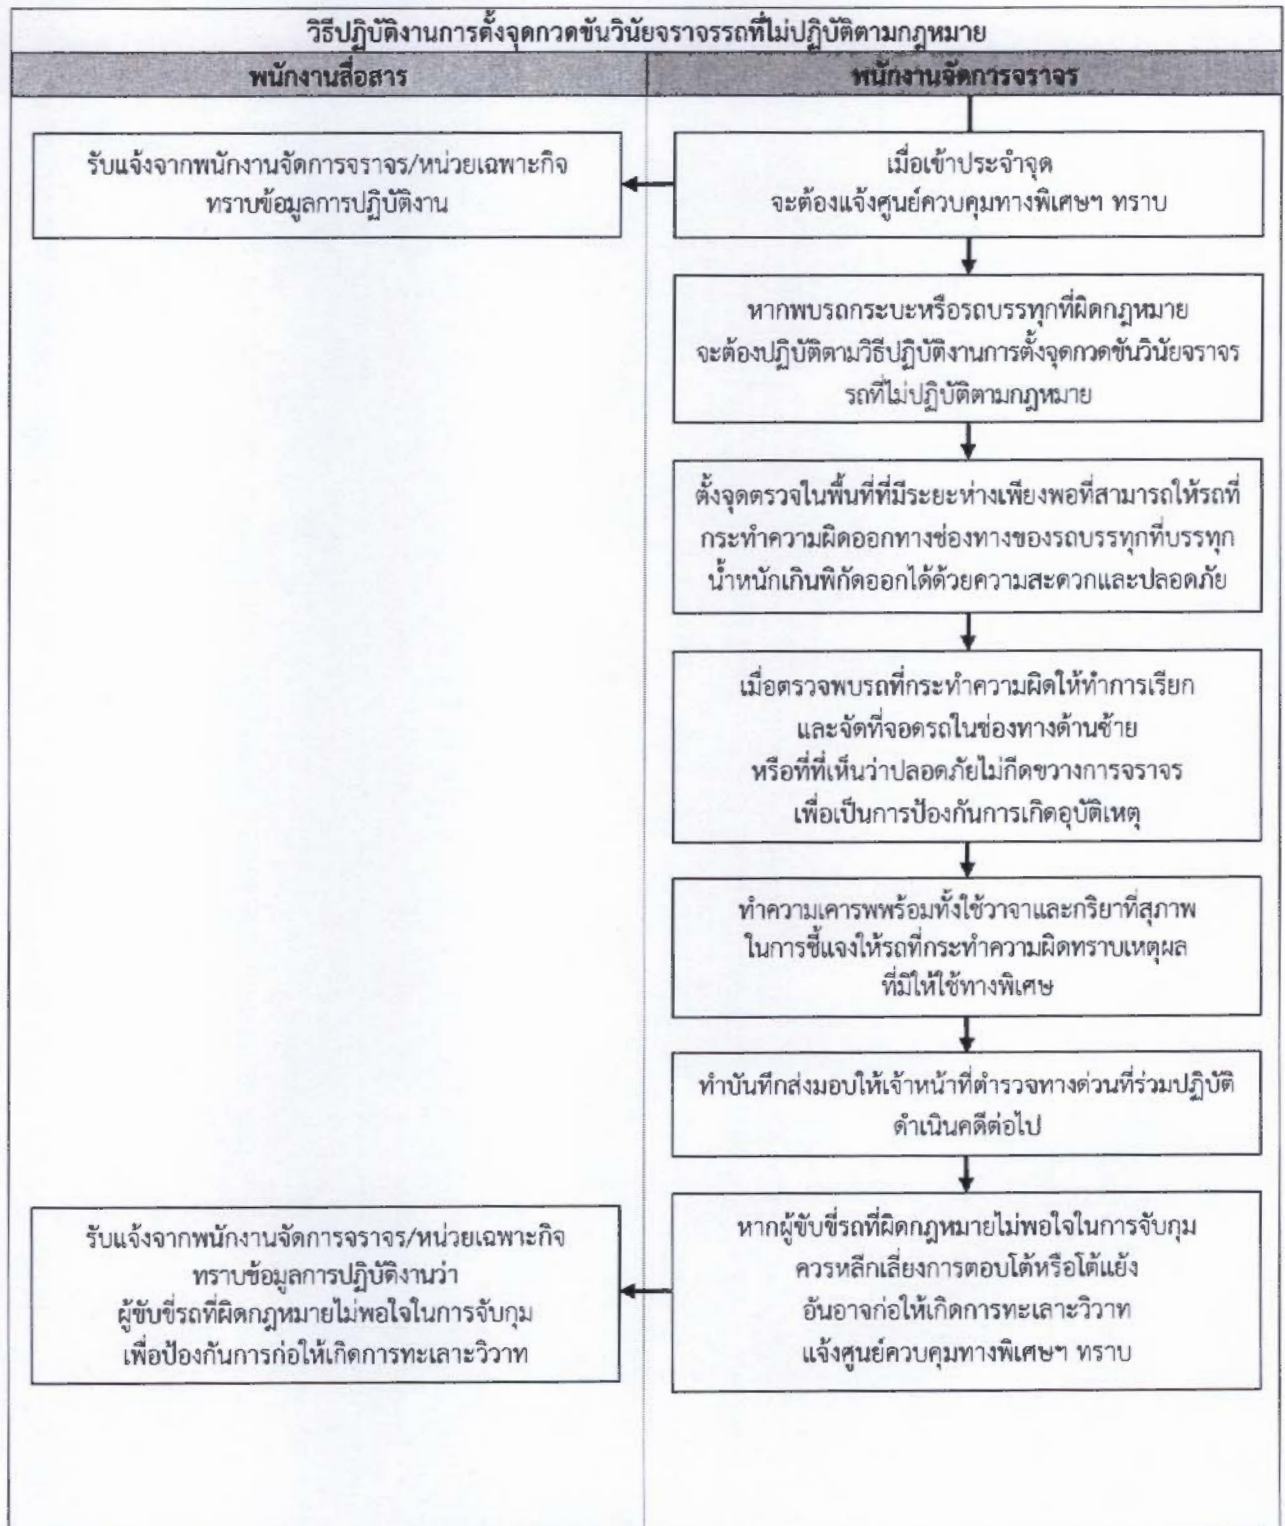 วิธีปฏิบัติงานการตั้งจุดกวดขันวินัยจราจรรถที่ไม่ปฏิบัติตามกฎหมาย
พนักงานสื่อสาร
พนักงานจัดการจราจร
รับแจ้งจากพนักงานจัดการจราจร/หน่วยเฉพาะกิจ
ทราบข้อมูลการปฏิบัติงาน
เมื่อเข้าประจำจุด
จะต้องแจ้งศูนย์ควบคุมทางพิเศษฯ ทราบ
หากพบรถกระบะหรือรถบรรทุกที่ผิดกฎหมาย
จะต้องปฏิบัติตามวิธีปฏิบัติงานการตั้งจุดกวดขันวินัยจราจร
รถที่ไม่ปฏิบัติตามกฎหมาย
ตั้งจุดตรวจในพื้นที่ที่มีระยะห่างเพียงพอที่สามารถให้รถที่
กระทำความผิดออกทางช่องทางของรถบรรทุกที่บรรทุก
น้ำหนักเกินพิกัดออกได้ด้วยความสะดวกและปลอดภัย
เมื่อตรวจพบรถที่กระทำความผิดให้ทำการเรียก
และจัดที่จอดรถในช่องทางด้านซ้าย
หรือที่ที่เห็นว่าปลอดภัยไม่กีดขวางการจราจร
เพื่อเป็นการป้องกันการเกิดอุบัติเหตุ
ทำความเคารพพร้อมทั้งใช้วาจาและกริยาที่สุภาพ
ในการชี้แจงให้รถที่กระทำความผิดทราบเหตุผล
ที่มิให้ใช้ทางพิเศษ
ทำบันทึกส่งมอบให้เจ้าหน้าที่ตำรวจทางด่วนที่ร่วมปฏิบัติ
ดำเนินคดีต่อไป
รับแจ้งจากพนักงานจัดการจราจร/หน่วยเฉพาะกิจ
ทราบข้อมูลการปฏิบัติงานว่า
ผู้ขับขี่รถที่ผิดกฎหมายไม่พอใจในการจับกุม
เพื่อป้องกันการก่อให้เกิดการทะเลาะวิวาท
หากผู้ขับขี่รถที่ผิดกฎหมายไม่พอใจในการจับกุม
ควรหลีกเลี่ยงการตอบโต้หรือโต้แย้ง
อันอาจก่อให้เกิดการทะเลาะวิวาท
แจ้งศูนย์ควบคุมทางพิเศษฯ ทราบ